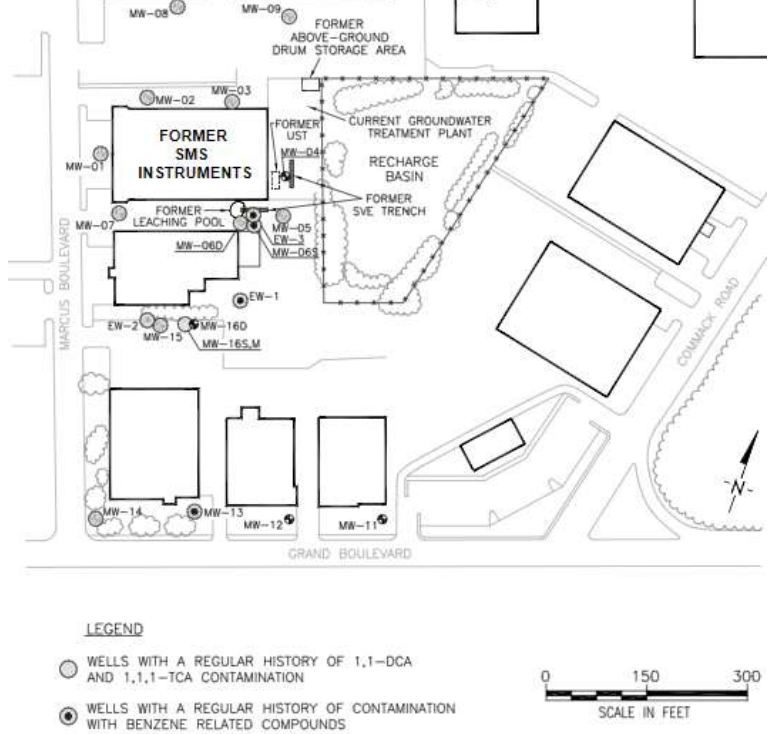 MW-08
MW-09
FORMER
ABOVE-GROUND
DRUM STORAGE AREA
MW-02
MW-03
FORMER
SMS
INSTRUMENTS
FORMER
UST
MW-04
CURRENT GROUNDWATER
TREATMENT PLANT
RECHARGE
BASIN
MW-01
FORMER
SVE TRENCH
MW-07
FORMER
LEACHING POOL
MW-05
EW-3
MW-06D
MW-06S
EW-1
EW-2
MW-15
MW-16D
MW-16S,M
MARCUS BOULEVARD
COMMACK ROAD
N
MW-14
MW-13
MW-12
MW-11
GRAND BOULEVARD
LEGEND
WELLS WITH A REGULAR HISTORY OF 1,1-DCA
AND 1,1,1-TCA CONTAMINATION
WELLS WITH A REGULAR HISTORY OF CONTAMINATION
WITH BENZENE RELATED COMPOUNDS
0 150 300
SCALE IN FEET